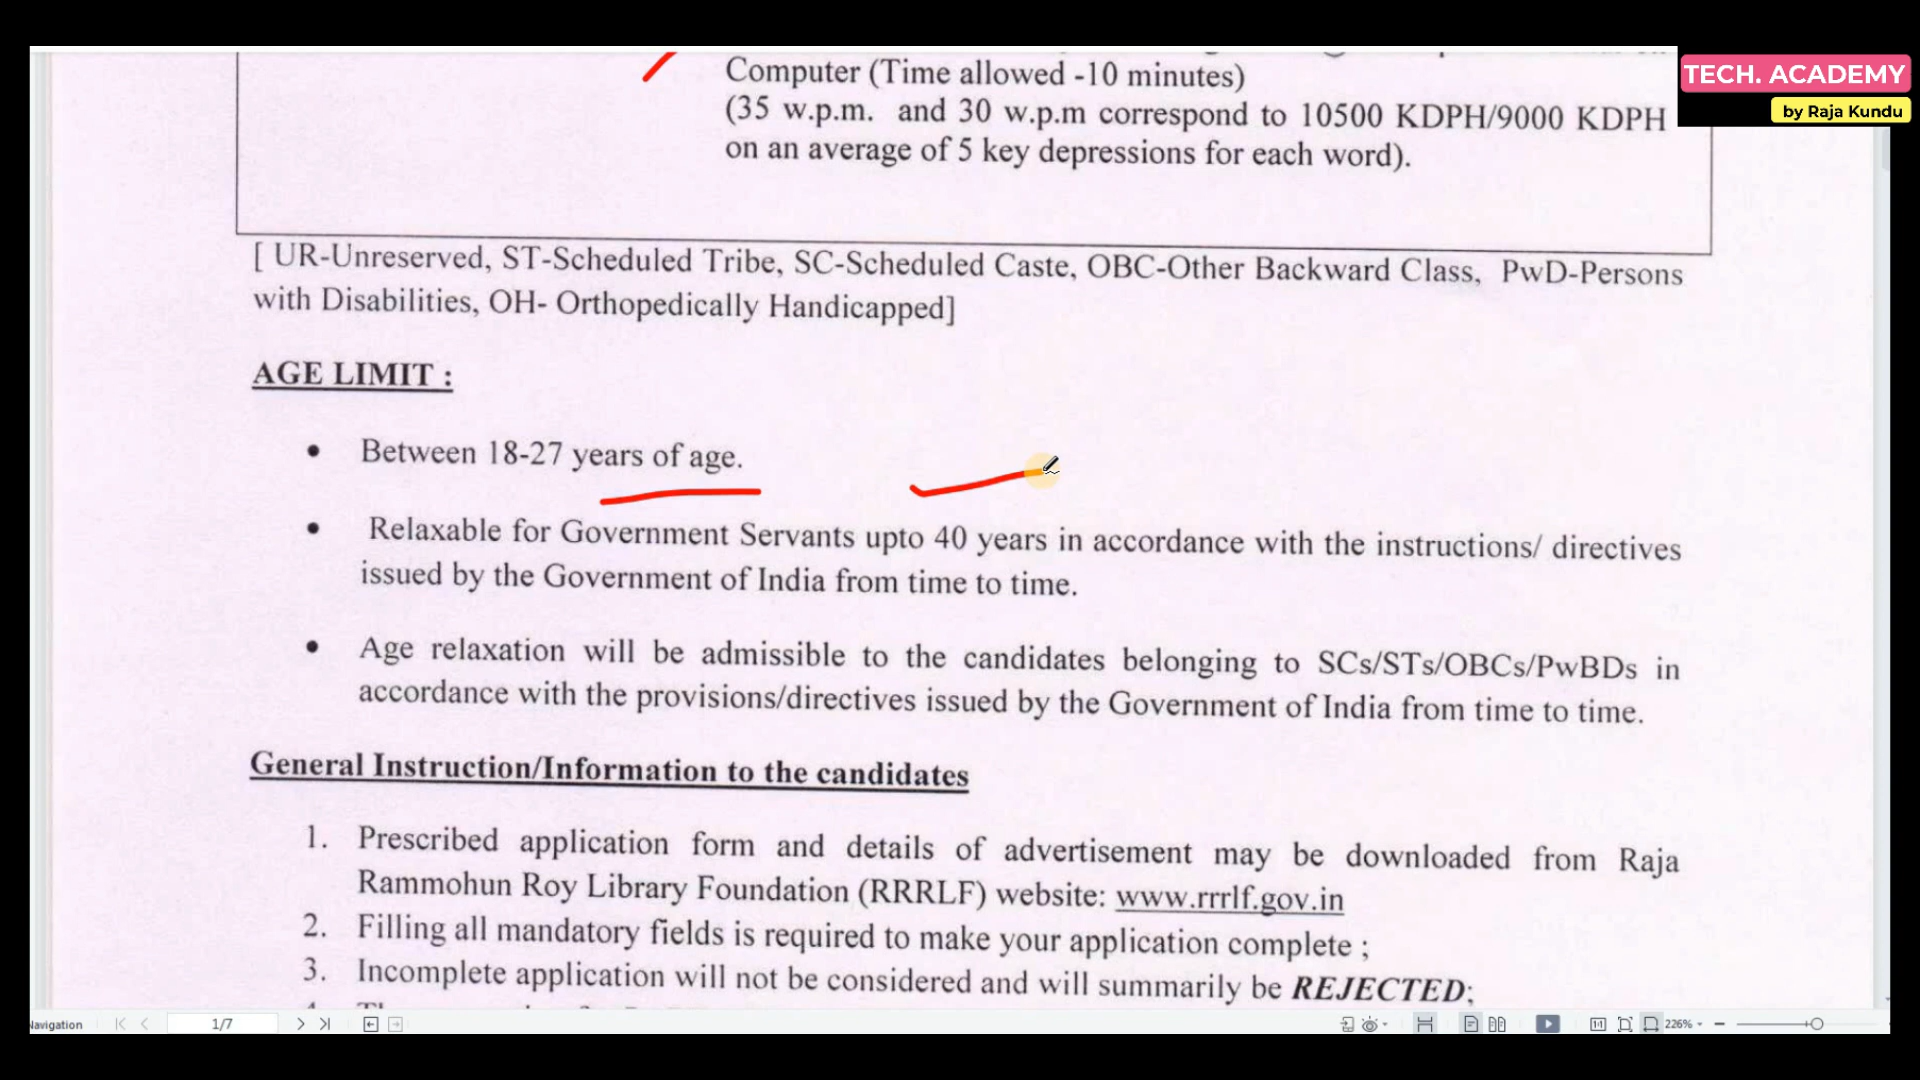 TECH. ACADEMY
by Raja Kundu
Computer (Time allowed -10 minutes)
(35 w.p.m. and 30 w.p.m correspond to 10500 KDPH/9000 KDPH
on an average of 5 key depressions for each word).
[ UR-Unreserved, ST-Scheduled Tribe, SC-Scheduled Caste, OBC-Other Backward Class, PwD-Persons
with Disabilities, OH- Orthopedically Handicapped]
AGE LIMIT :
• Between 18-27 years of age.
• Relaxable for Government Servants upto 40 years in accordance with the instructions/ directives
issued by the Government of India from time to time.
• Age relaxation will be admissible to the candidates belonging to SCs/STs/OBCs/PwBDs in
accordance with the provisions/directives issued by the Government of India from time to time.
General Instruction/Information to the candidates
1. Prescribed application form and details of advertisement may be downloaded from Raja
Rammohun Roy Library Foundation (RRRLF) website: www.rrrlf.gov.in
2. Filling all mandatory fields is required to make your application complete ;
3. Incomplete application will not be considered and will summarily be REJECTED;
Navigation 1/7 226%